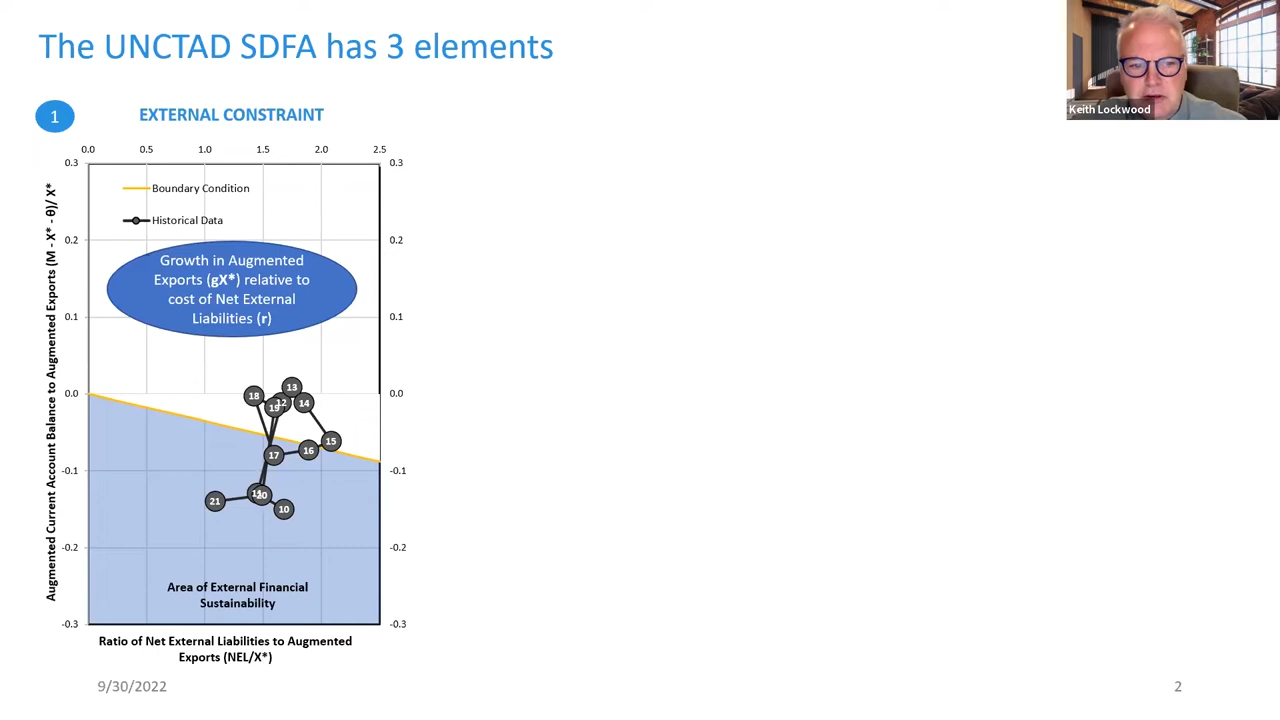 The UNCTAD SDFA has 3 elements
Keith Lockwood
1
EXTERNAL CONSTRAINT
0.0 0.5 1.0 1.5 2.0 2.5
0.3 0.3
Boundary Condition
Historical Data
0.2 0.2
Growth in Augmented
Exports (gX*) relative to
cost of Net External
Liabilities (r)
0.1 0.1
0.0 0.0
-0.1 -0.1
-0.2 -0.2
-0.3 -0.3
13
18
12
19
14
15
16
17
21
11
20
10
Area of External Financial
Sustainability
Augmented Current Account Balance to Augmented Exports (M - X* - θ)/ X*
Ratio of Net External Liabilities to Augmented
Exports (NEL/X*)
9/30/2022
2